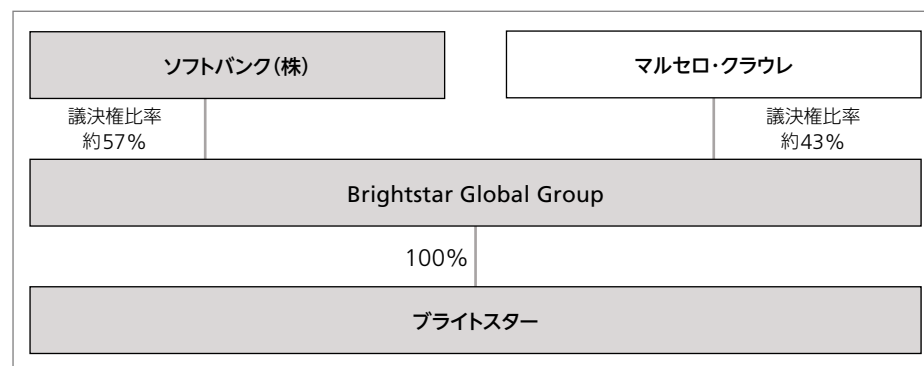 ソフトバンク(株)
マルセロ・クラウレ
議決権比率
約57%
議決権比率
約43%
Brightstar Global Group
100%
ブライトスター